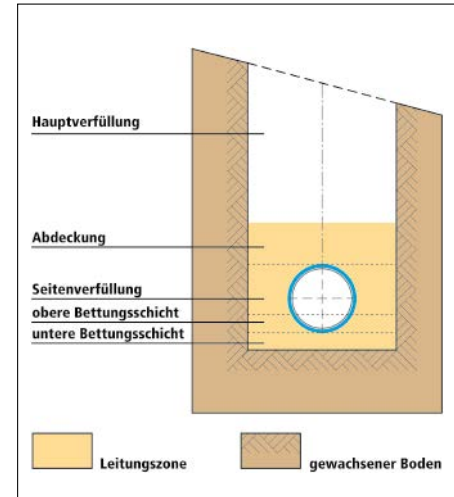 Hauptverfüllung
Abdeckung
Seitenverfüllung
obere Bettungsschicht
untere Bettungsschicht
Leitungszone
gewachsener Boden